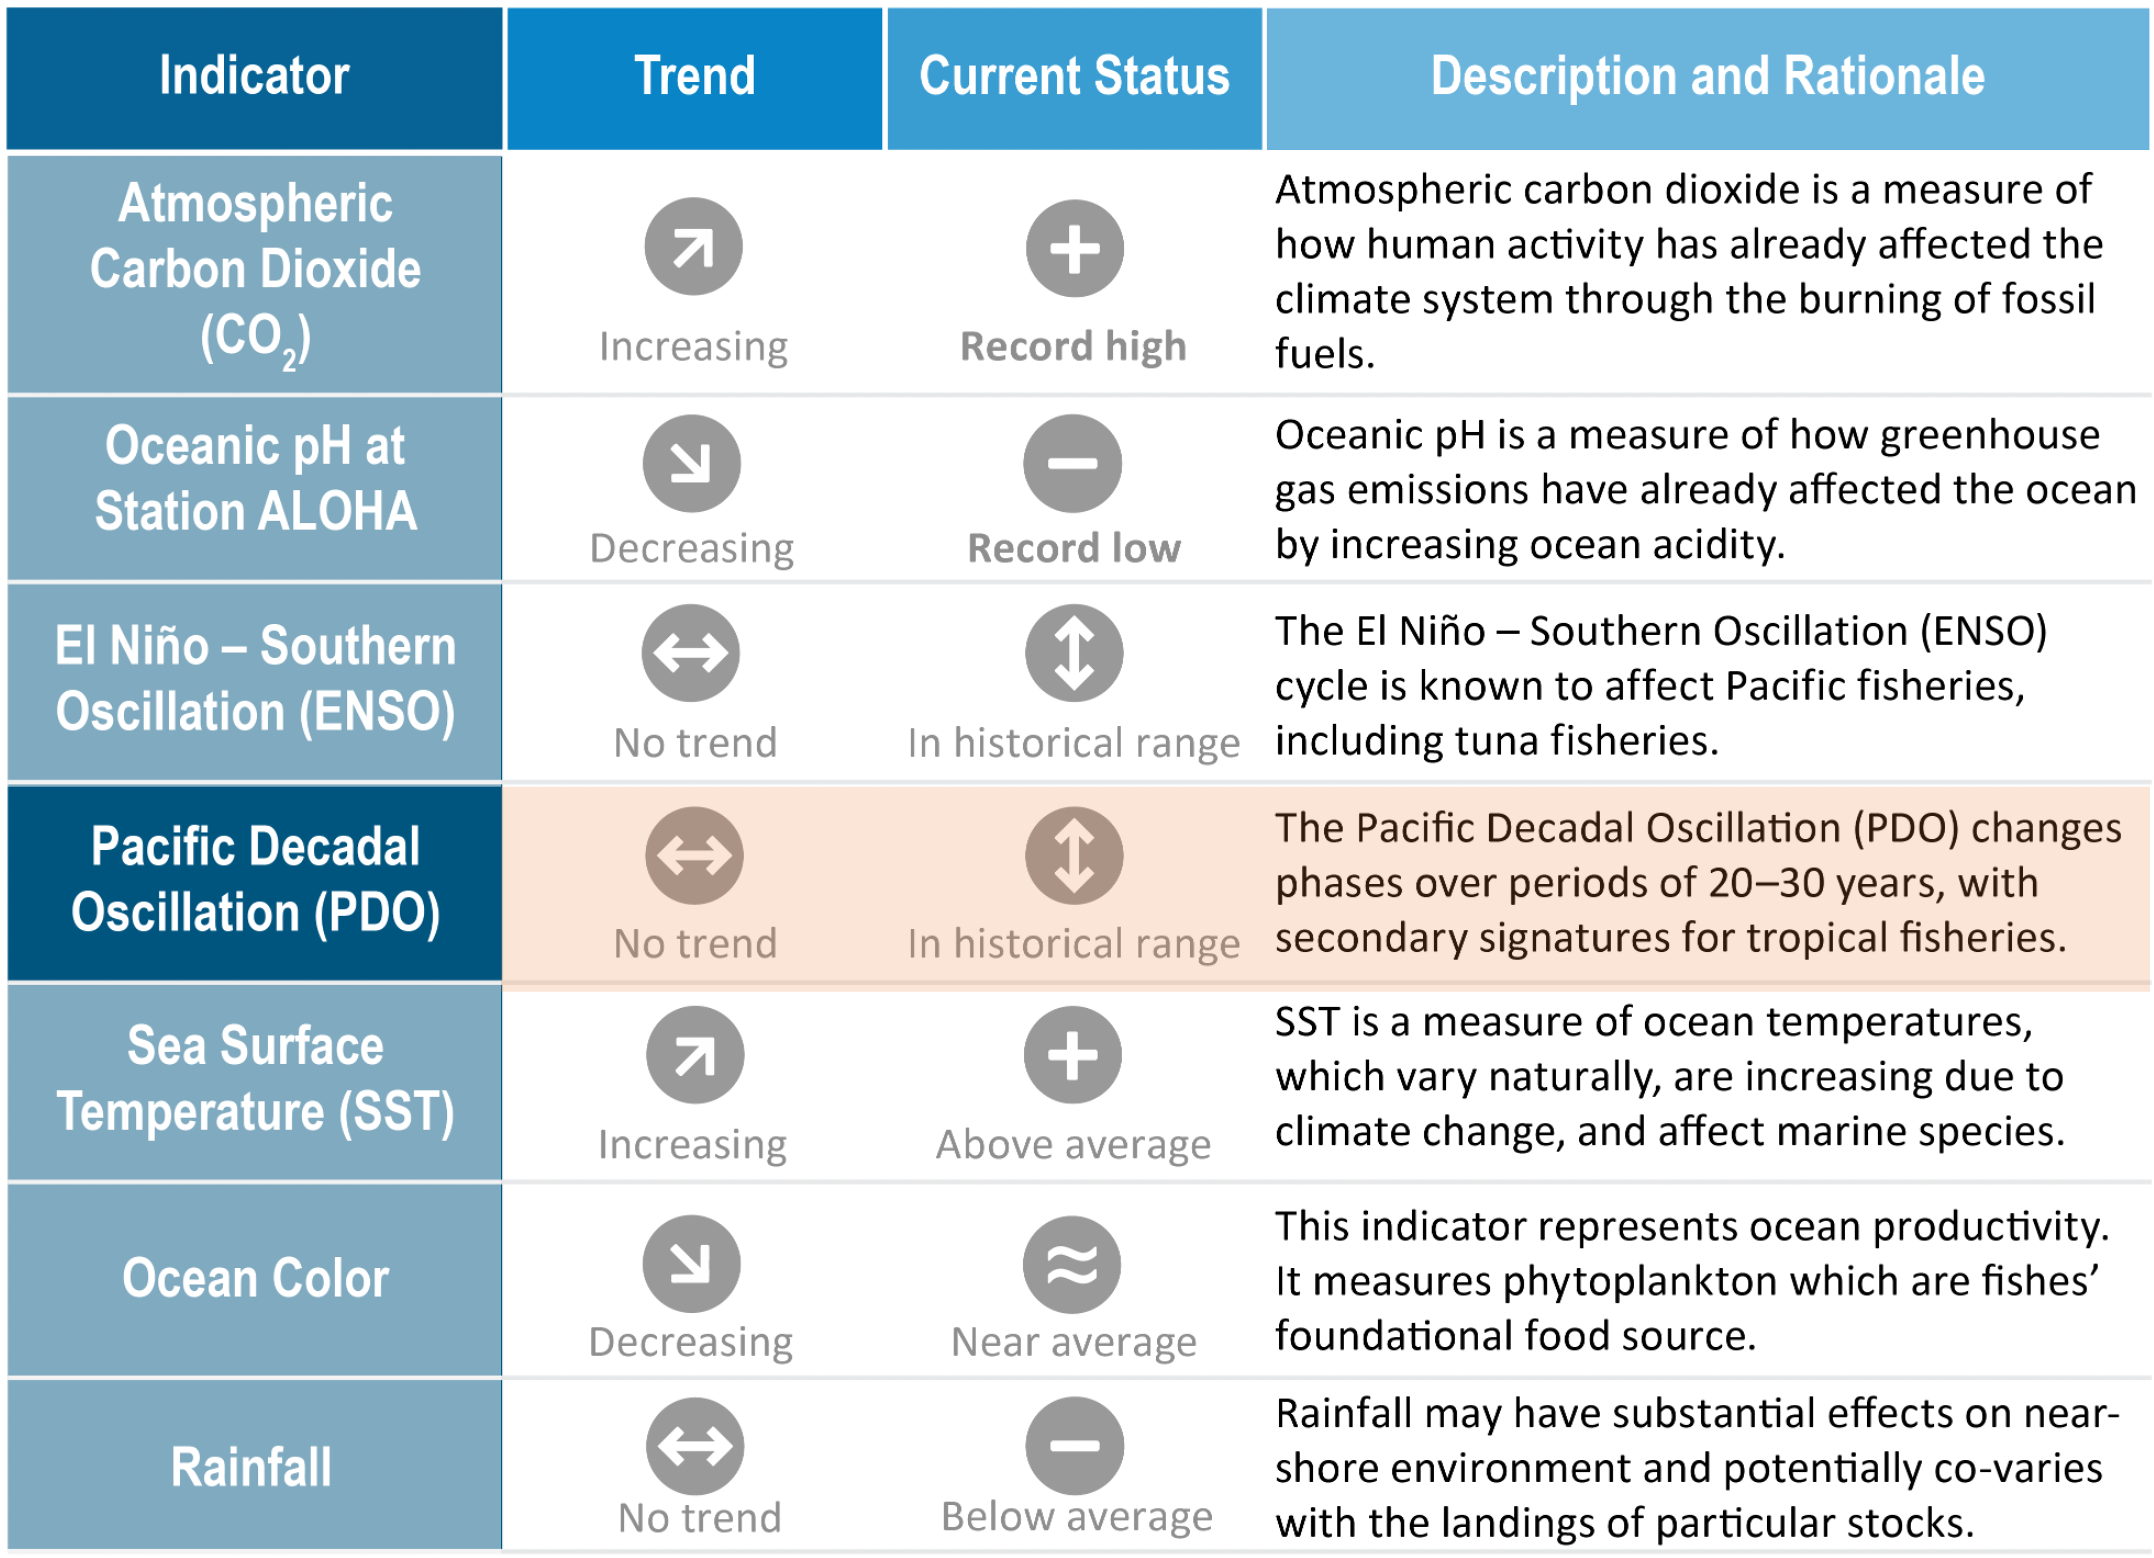 Indicator
Trend
Current Status
Description and Rationale
Atmospheric
Carbon Dioxide
(CO₂)
Increasing
Record high
Atmospheric carbon dioxide is a measure of
how human activity has already affected the
climate system through the burning of fossil
fuels.
Oceanic pH at
Station ALOHA
Decreasing
Record low
Oceanic pH is a measure of how greenhouse
gas emissions have already affected the ocean
by increasing ocean acidity.
El Niño – Southern
Oscillation (ENSO)
No trend
In historical range
The El Niño – Southern Oscillation (ENSO)
cycle is known to affect Pacific fisheries,
including tuna fisheries.
Pacific Decadal
Oscillation (PDO)
No trend
In historical range
The Pacific Decadal Oscillation (PDO) changes
phases over periods of 20–30 years, with
secondary signatures for tropical fisheries.
Sea Surface
Temperature (SST)
Increasing
Above average
SST is a measure of ocean temperatures,
which vary naturally, are increasing due to
climate change, and affect marine species.
Ocean Color
Decreasing
Near average
This indicator represents ocean productivity.
It measures phytoplankton which are fishes’
foundational food source.
Rainfall
No trend
Below average
Rainfall may have substantial effects on near-
shore environment and potentially co-varies
with the landings of particular stocks.